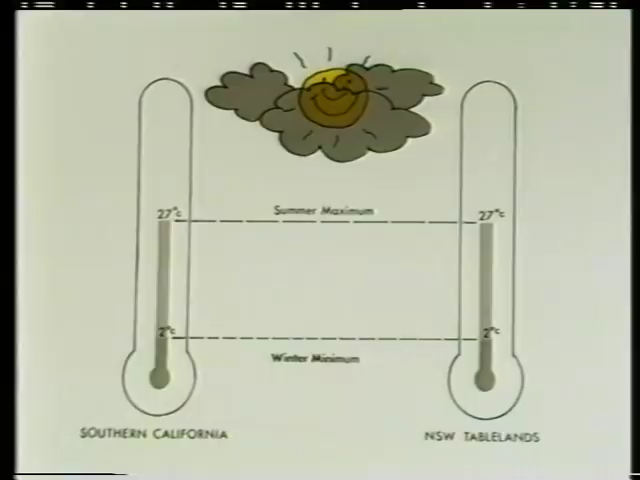 27°c
Summer Maximum
27°c
2°c
2°c
Winter Minimum
SOUTHERN CALIFORNIA
NSW TABLELANDS